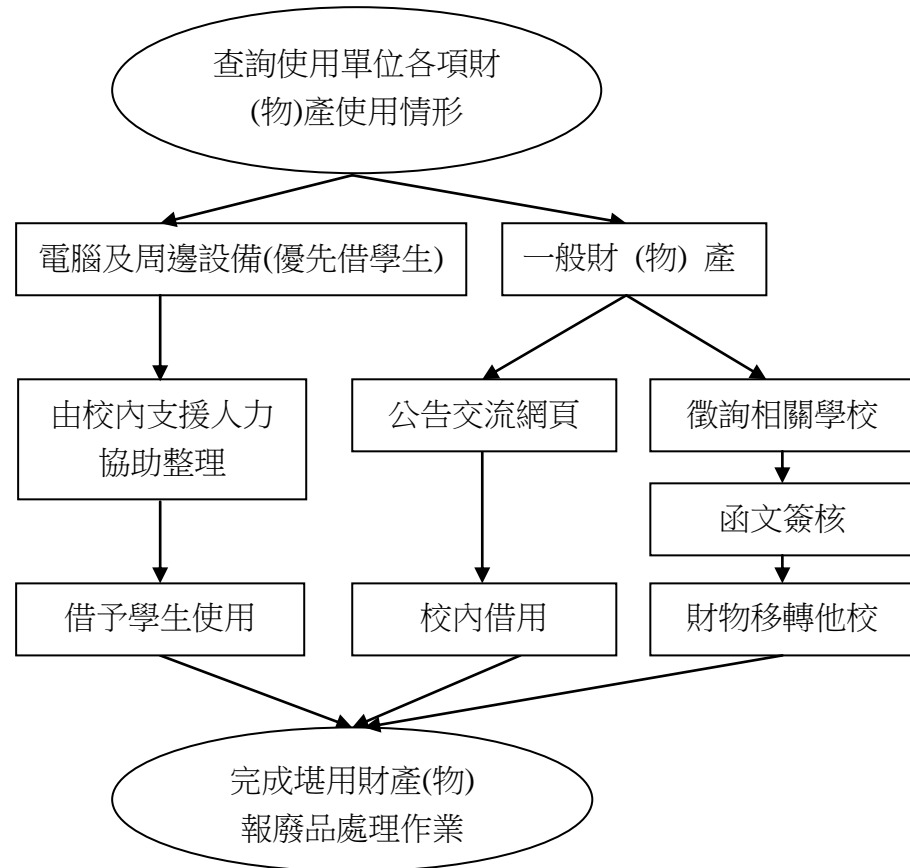 查詢使用單位各項財
(物)產使用情形
電腦及周邊設備(優先借學生)
一般財 (物) 產
由校內支援人力
協助整理
公告交流網頁
徵詢相關學校
函文簽核
借予學生使用
校內借用
財物移轉他校
完成堪用財產(物)
報廢品處理作業